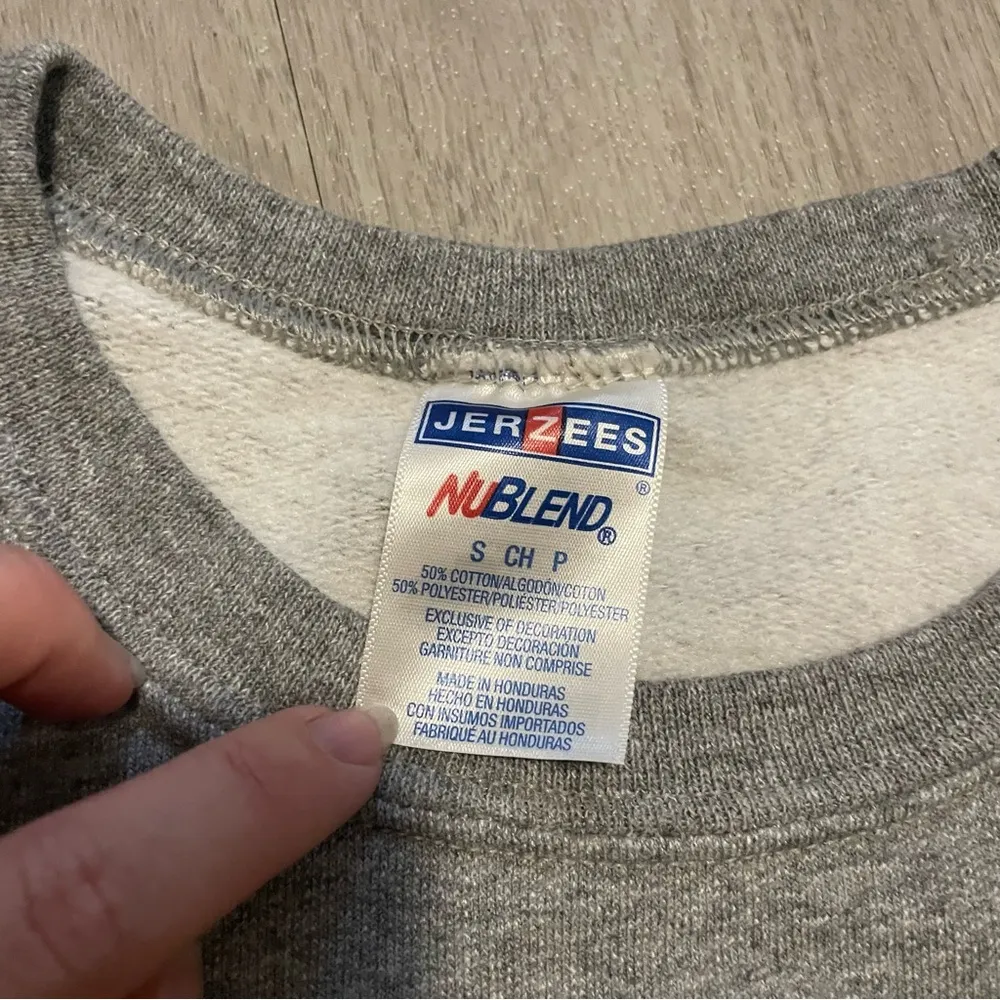 JERZEES
®
NUBLEND®
S CH P
50% COTTON/ALGODÓN/COTON
50% POLYESTER/POLIÉSTER/POLYESTER
EXCLUSIVE OF DECORATION
EXCEPTO DECORACIÓN
GARNITURE NON COMPRISE
MADE IN HONDURAS
HECHO EN HONDURAS
CON INSUMOS IMPORTADOS
FABRIQUÉ AU HONDURAS